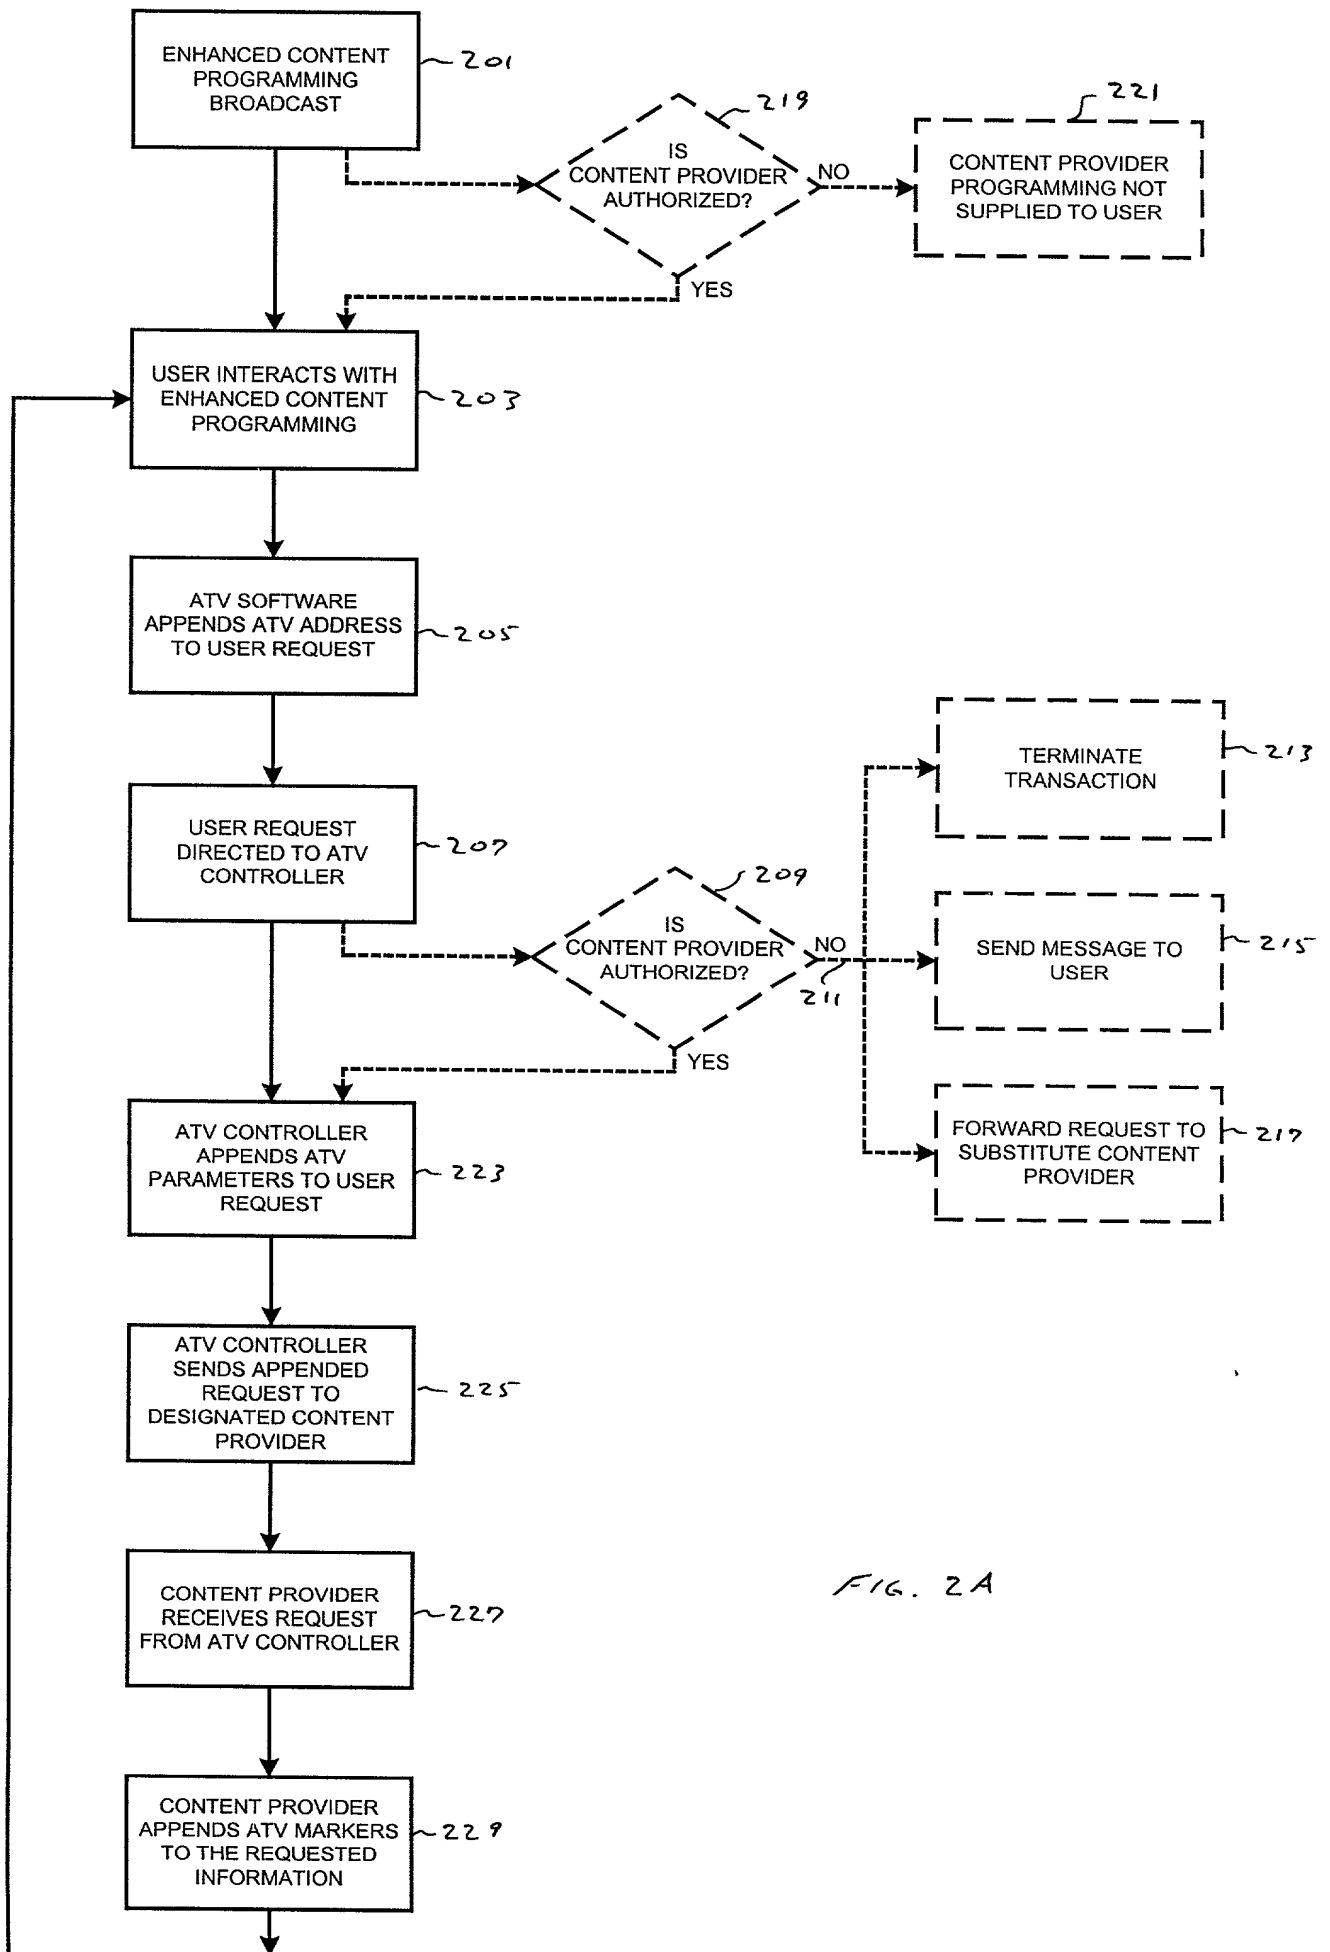 ENHANCED CONTENT
PROGRAMMING
BROADCAST
201
219
IS
CONTENT PROVIDER
AUTHORIZED?
NO
YES
221
CONTENT PROVIDER
PROGRAMMING NOT
SUPPLIED TO USER
USER INTERACTS WITH
ENHANCED CONTENT
PROGRAMMING
203
ATV SOFTWARE
APPENDS ATV ADDRESS
TO USER REQUEST
205
USER REQUEST
DIRECTED TO ATV
CONTROLLER
207
209
IS
CONTENT PROVIDER
AUTHORIZED?
NO
211
YES
TERMINATE
TRANSACTION
213
SEND MESSAGE TO
USER
215
FORWARD REQUEST TO
SUBSTITUTE CONTENT
PROVIDER
217
ATV CONTROLLER
APPENDS ATV
PARAMETERS TO USER
REQUEST
223
ATV CONTROLLER
SENDS APPENDED
REQUEST TO
DESIGNATED CONTENT
PROVIDER
225
CONTENT PROVIDER
RECEIVES REQUEST
FROM ATV CONTROLLER
227
FIG. 2A
CONTENT PROVIDER
APPENDS ATV MARKERS
TO THE REQUESTED
INFORMATION
229